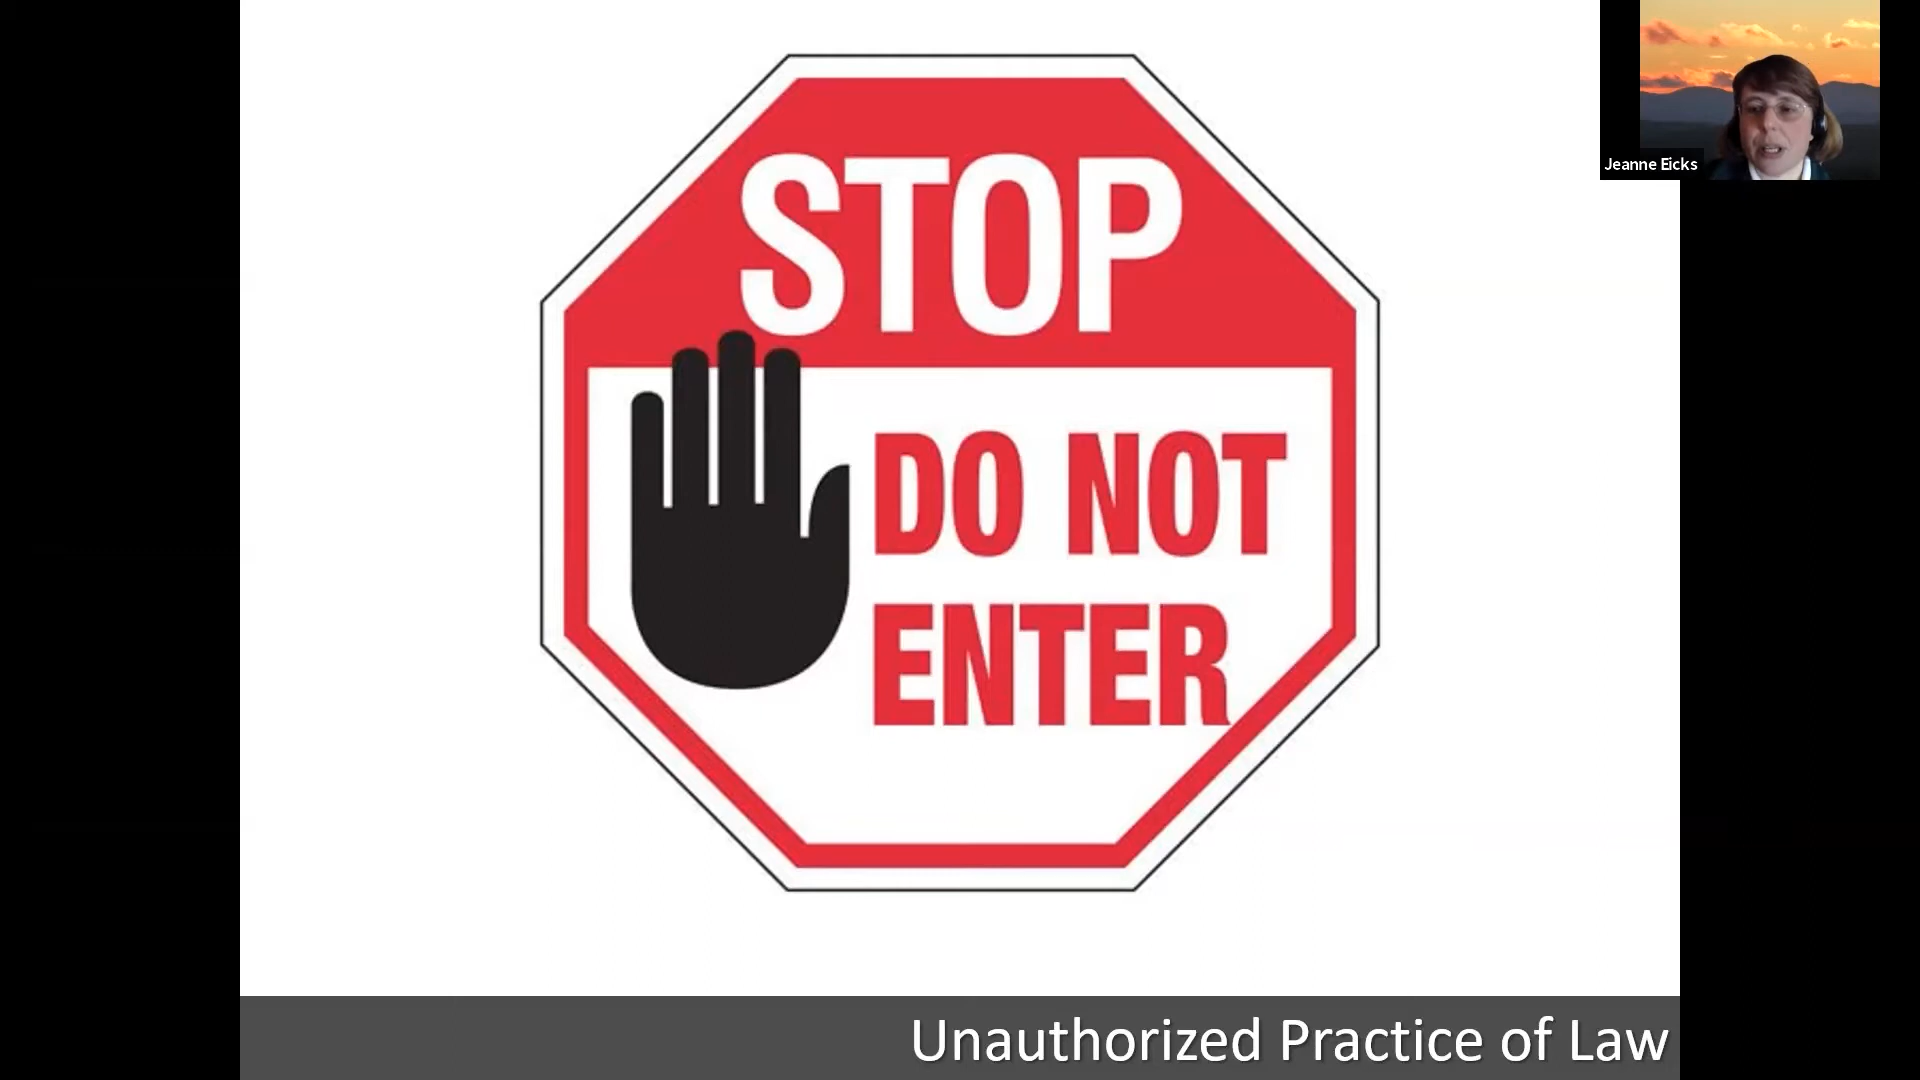 Jeanne Eicks
STOP
DO NOT
ENTER
Unauthorized Practice of Law